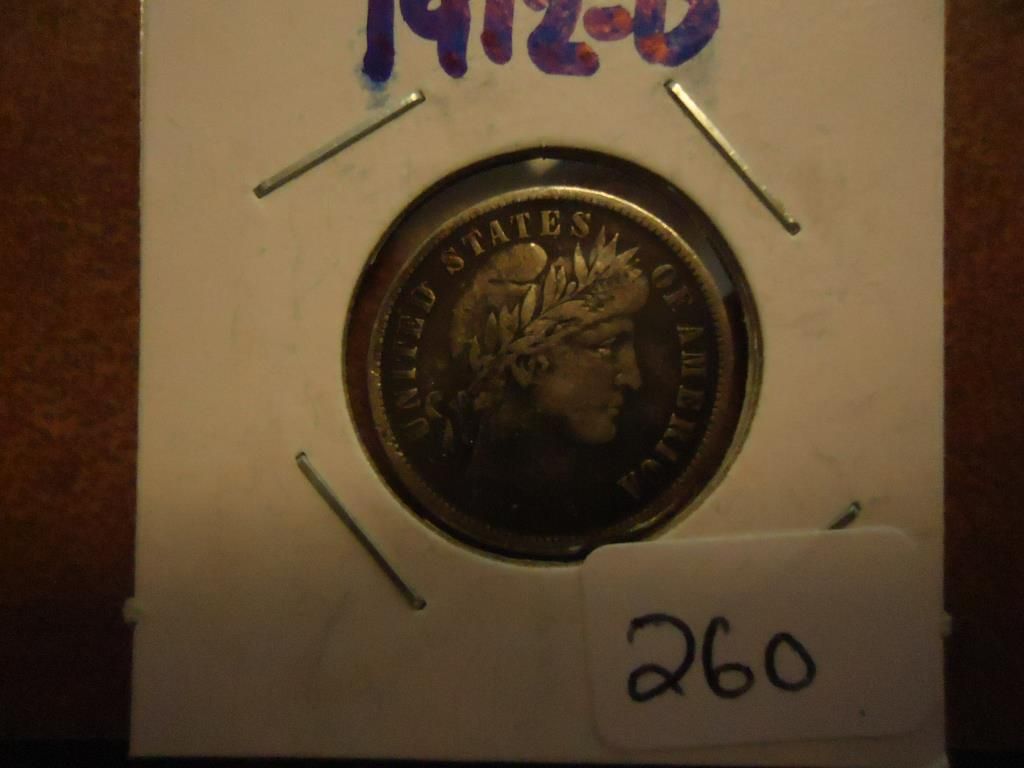 1912-D
UNITED STATES OF AMERICA
260